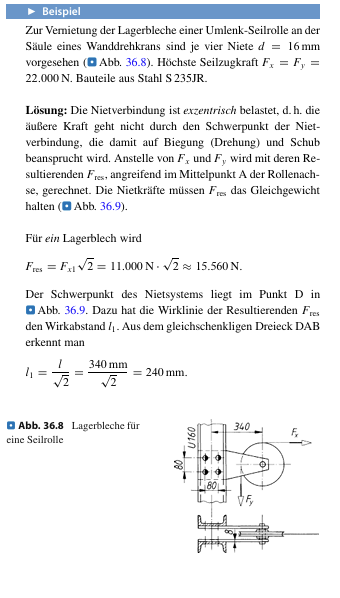 ► Beispiel
Zur Vernietung der Lagerbleche einer Umlenk-Seilrolle an der
Säule eines Wanddrehkrans sind je vier Niete d = 16 mm
vorgesehen (Abb. 36.8). Höchste Seilzugkraft Fx = Fy =
22.000 N. Bauteile aus Stahl S 235JR.
Lösung: Die Nietverbindung ist exzentrisch belastet, d. h. die
äußere Kraft geht nicht durch den Schwerpunkt der Niet-
verbindung, die damit auf Biegung (Drehung) und Schub
beansprucht wird. Anstelle von Fx und Fy wird mit deren Re-
sultierenden Fres, angreifend im Mittelpunkt A der Rollenach-
se, gerechnet. Die Nietkräfte müssen Fres das Gleichgewicht
halten (Abb. 36.9).
Für ein Lagerblech wird
Fres = Fx1√2 = 11.000 N · √2 ≈ 15.560 N.
Der Schwerpunkt des Nietsystems liegt im Punkt D in
Abb. 36.9. Dazu hat die Wirklinie der Resultierenden Fres
den Wirkabstand l1. Aus dem gleichschenkligen Dreieck DAB
erkennt man
l1 = l/√2 = 340 mm/√2 = 240 mm.
Abb. 36.8 Lagerbleche für
eine Seilrolle
340
Fx
U160
80
80
Fy
8